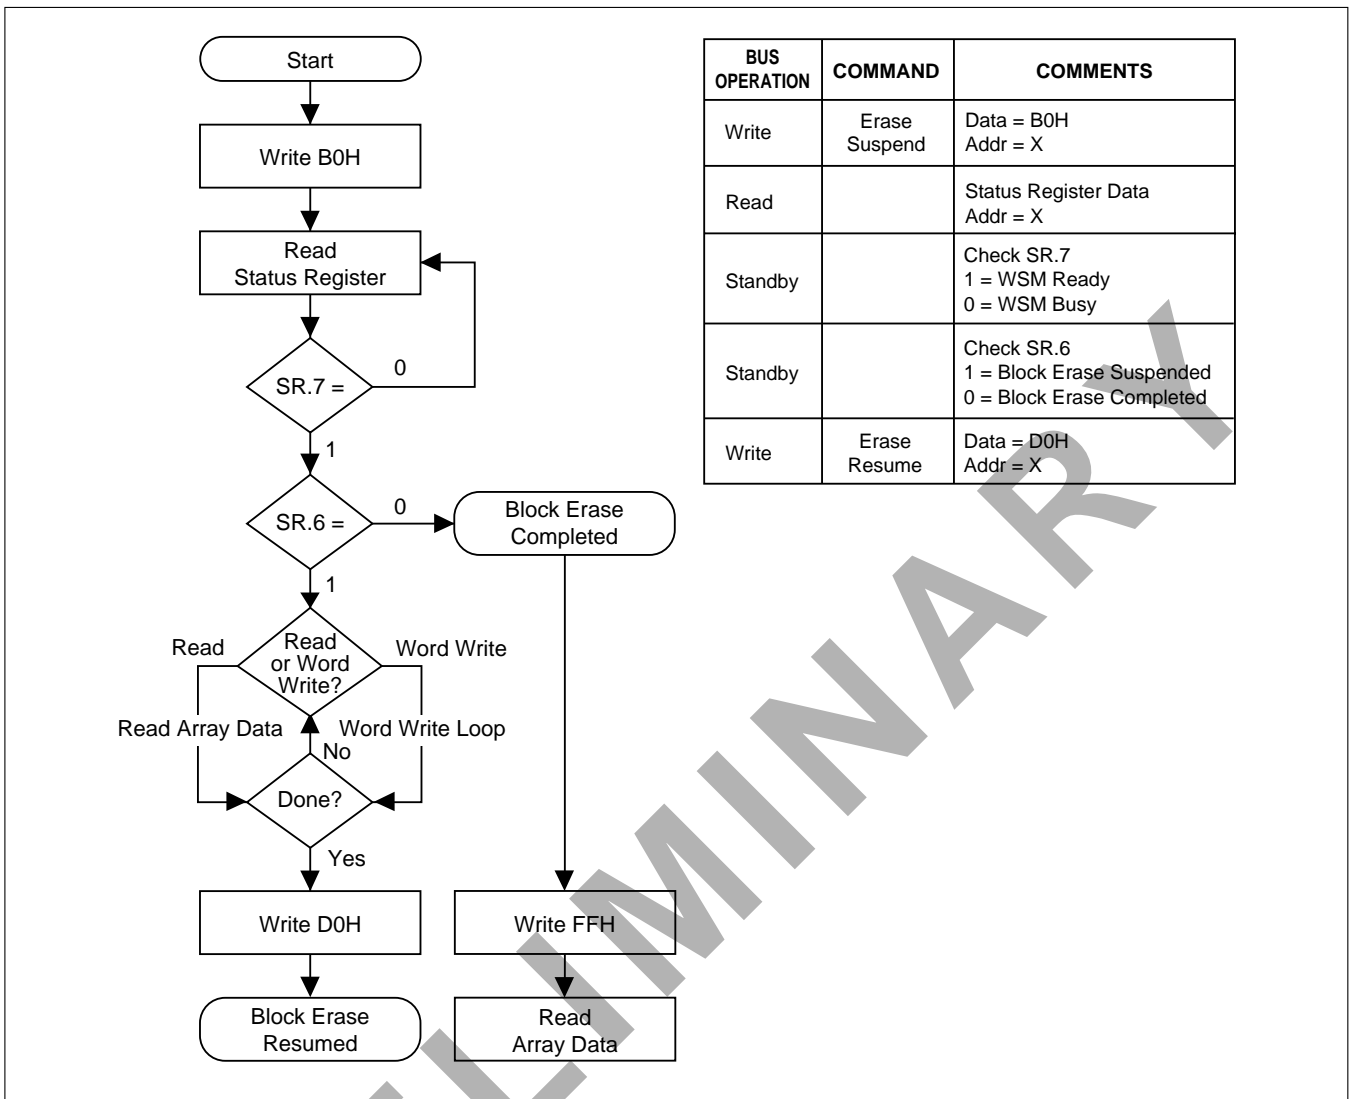 Start
Write B0H
Read
Status Register
SR.7 =
0
1
SR.6 =
0
Block Erase
Completed
1
Read
Read
or Word
Write?
Word Write
Read Array Data
Word Write Loop
No
Done?
Yes
Write D0H
Write FFH
Block Erase
Resumed
Read
Array Data
BUS
OPERATION
COMMAND
COMMENTS
Write
Erase
Suspend
Data = B0H
Addr = X
Read
Status Register Data
Addr = X
Standby
Check SR.7
1 = WSM Ready
0 = WSM Busy
Standby
Check SR.6
1 = Block Erase Suspended
0 = Block Erase Completed
Write
Erase
Resume
Data = D0H
Addr = X
ELIMINARY